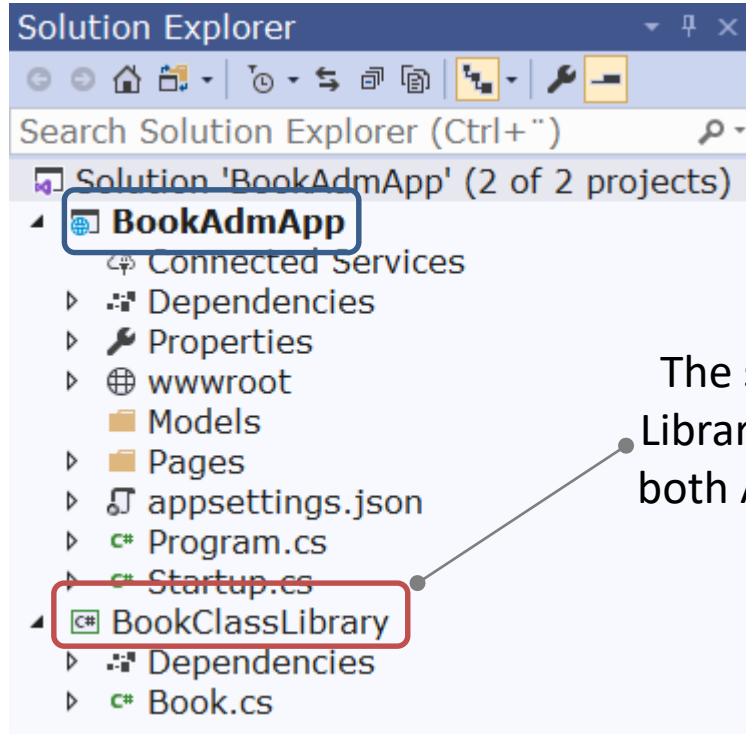 Solution Explorer
Search Solution Explorer (Ctrl+¨)
Solution 'BookAdmApp' (2 of 2 projects)
BookAdmApp
Connected Services
Dependencies
Properties
wwwroot
The
Models
Librar
Pages
both
appsettings.json
C# Program.cs
C# Startup.cs
C# BookClassLibrary
Dependencies
C# Book.cs